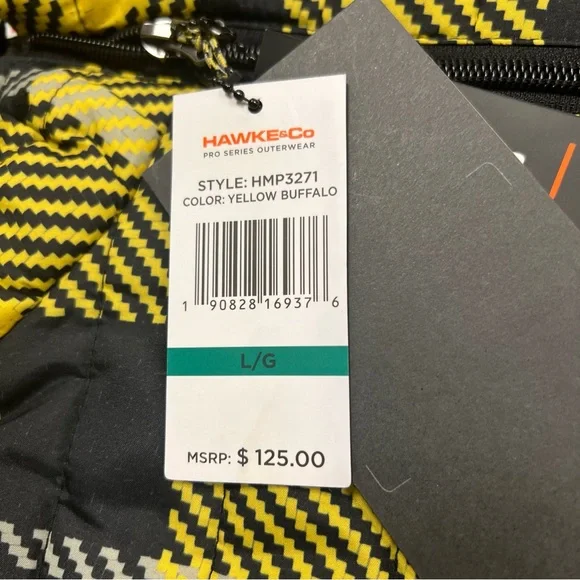 HAWKE&Co
PRO SERIES OUTERWEAR
STYLE: HMP3271
COLOR: YELLOW BUFFALO
1 90828 16937 6
L/G
MSRP: $ 125.00